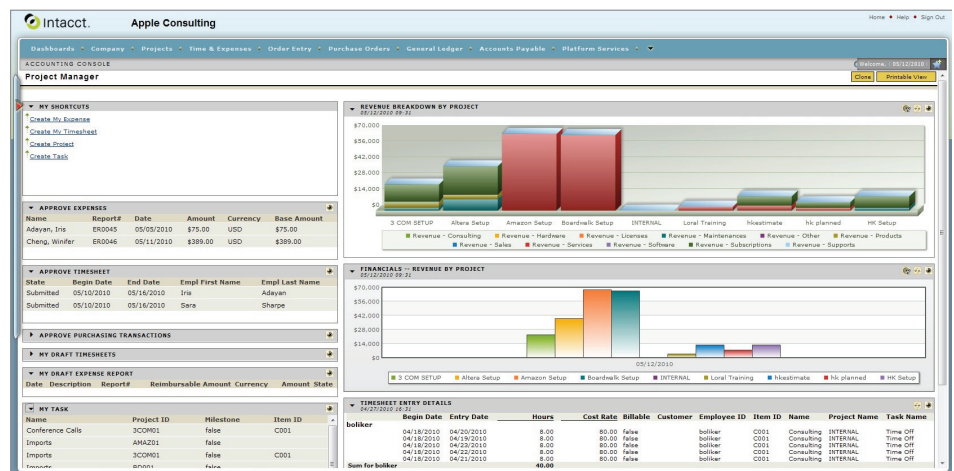 Intacct.
Apple Consulting
Home • Help • Sign Out
Dashboards Company Projects Time & Expenses Order Entry Purchase Orders General Ledger Accounts Payable Platform Services
ACCOUNTING CONSOLE
Welcome, : 05/12/2010
Project Manager
Clone Printable View
MY SHORTCUTS
Create My Expense
Create My Timesheet
Create Project
Create Task
APPROVE EXPENSES
Name Report# Date Amount Currency Base Amount
Adayan, Iris ER0045 05/05/2010 $75.00 USD $75.00
Cheng, Winifer ER0046 05/11/2010 $389.00 USD $389.00
APPROVE TIMESHEET
State Begin Date End Date Empl First Name Empl Last Name
Submitted 05/10/2010 05/16/2010 Iris Adayan
Submitted 05/10/2010 05/16/2010 Sara Sharpe
APPROVE PURCHASING TRANSACTIONS
MY DRAFT TIMESHEETS
MY DRAFT EXPENSE REPORT
Date Description Report# Reimbursable Amount Currency Amount State
MY TASK
Name Project ID Milestone Item ID
Conference Calls 3COM01 false C001
Imports AMAZ01 false
Imports 3COM01 false C001
Imports BD001 false
REVENUE BREAKDOWN BY PROJECT
05/12/2010 09:31
$70,000
$56,000
$42,000
$28,000
$14,000
$0
3 COM SETUP Altera Setup Amazon Setup Boardwalk Setup INTERNAL Loral Training hkestimate hk planned HK Setup
Revenue - Consulting Revenue - Hardware Revenue - Licenses Revenue - Maintenances Revenue - Other Revenue - Products
Revenue - Sales Revenue - Services Revenue - Software Revenue - Subscriptions Revenue - Supports
FINANCIALS -- REVENUE BY PROJECT
05/12/2010 09:31
$70,000
$56,000
$42,000
$28,000
$14,000
$0
05/12/2010
3 COM SETUP Altera Setup Amazon Setup Boardwalk Setup INTERNAL Loral Training hkestimate hk planned HK Setup
TIMESHEET ENTRY DETAILS
04/27/2010 16:31
Begin Date Entry Date Hours Cost Rate Billable Customer Employee ID Item ID Name Project Name Task Name
boliker
04/18/2010 04/18/2010 8.00 80.00 false boliker C001 Consulting INTERNAL Time Off
04/18/2010 04/19/2010 8.00 80.00 false boliker C001 Consulting INTERNAL Time Off
04/18/2010 04/23/2010 8.00 80.00 false boliker C001 Consulting INTERNAL Time Off
04/18/2010 04/22/2010 8.00 80.00 false boliker C001 Consulting INTERNAL Time Off
04/18/2010 04/21/2010 8.00 80.00 false boliker C001 Consulting INTERNAL Time Off
Sum for boliker 40.00